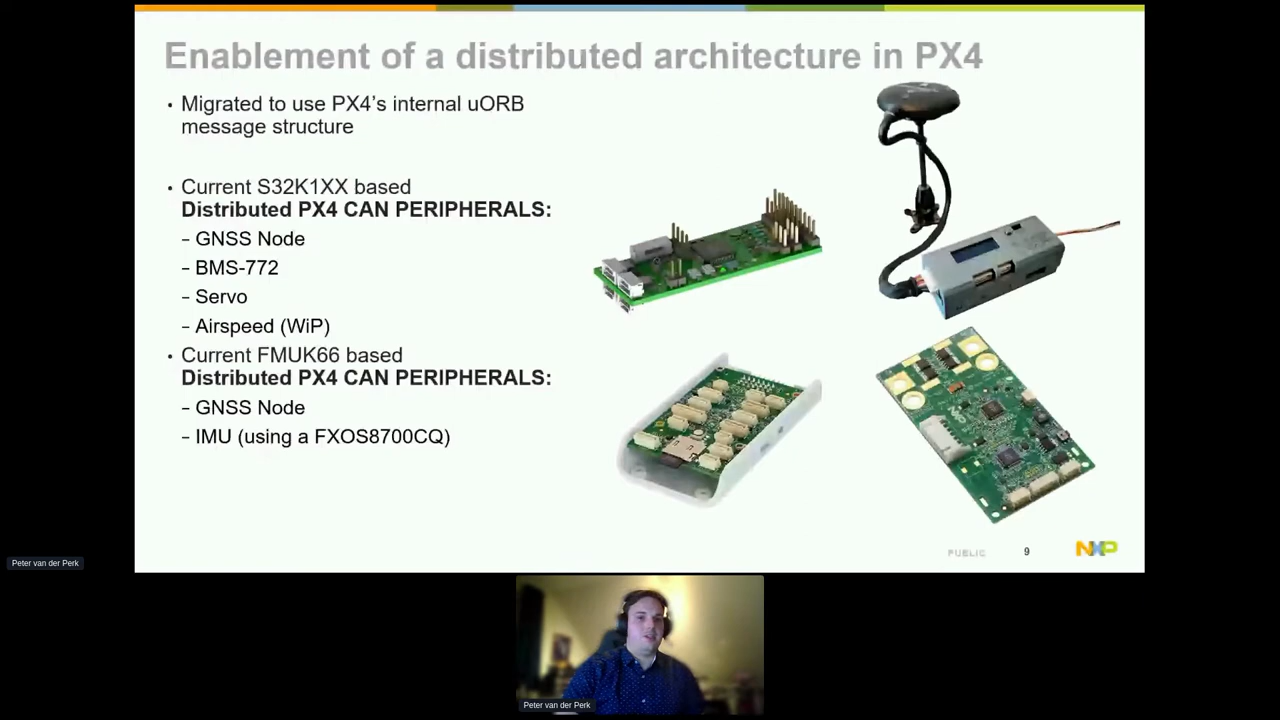 Enablement of a distributed architecture in PX4
• Migrated to use PX4's internal uORB
message structure
• Current S32K1XX based
Distributed PX4 CAN PERIPHERALS:
– GNSS Node
– BMS-772
– Servo
– Airspeed (WiP)
• Current FMUK66 based
Distributed PX4 CAN PERIPHERALS:
– GNSS Node
– IMU (using a FXOS8700CQ)
PUBLIC
9
NXP
Peter van der Perk
Peter van der Perk